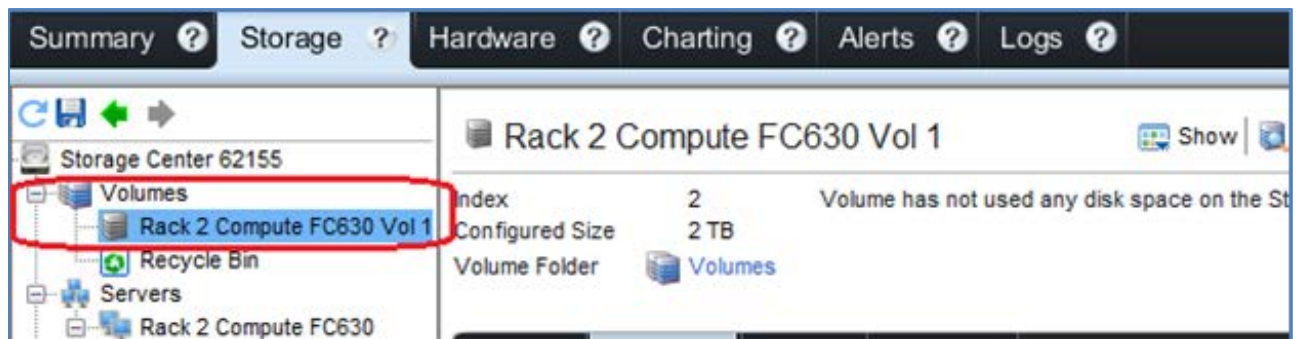 Summary ? Storage ? Hardware ? Charting ? Alerts ? Logs ?
Storage Center 62155
Volumes
Rack 2 Compute FC630 Vol 1
Recycle Bin
Servers
Rack 2 Compute FC630
Rack 2 Compute FC630 Vol 1 Show
Index 2 Volume has not used any disk space on the St
Configured Size 2 TB
Volume Folder Volumes